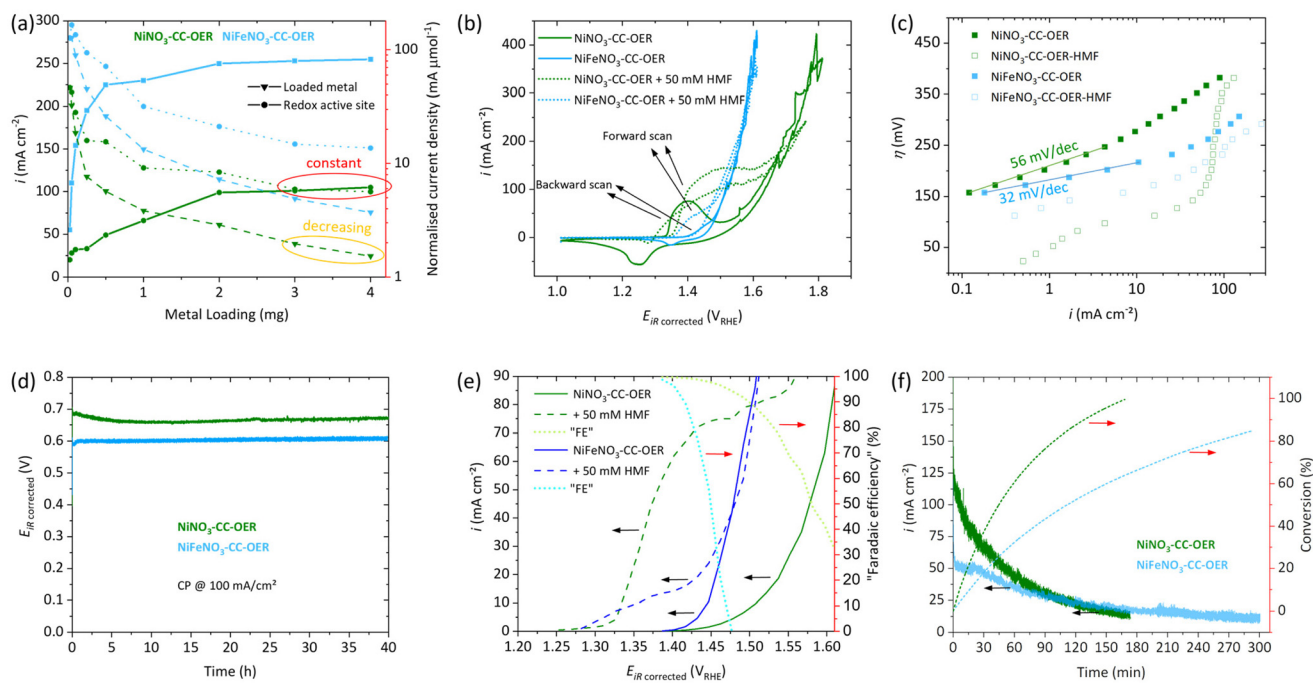 (a)
NiNO₃-CC-OER NiFeNO₃-CC-OER
300
250
200
150
100
50
0
i (mA cm⁻²)
Loaded metal
Redox active site
constant
decreasing
100
10
1
Normalised current density (mA μmol⁻¹)
0 1 2 3 4
Metal Loading (mg)
(b)
400
300
200
100
0
i (mA cm⁻²)
NiNO₃-CC-OER
NiFeNO₃-CC-OER
NiNO₃-CC-OER + 50 mM HMF
NiFeNO₃-CC-OER + 50 mM HMF
Forward scan
Backward scan
1.0 1.2 1.4 1.6 1.8
E iR corrected (V RHE)
(c)
NiNO₃-CC-OER
NiNO₃-CC-OER-HMF
NiFeNO₃-CC-OER
NiFeNO₃-CC-OER-HMF
450
350
250
150
50
η (mV)
56 mV/dec
32 mV/dec
0.1 1 10 100
i (mA cm⁻²)
(d)
0.8
0.7
0.6
0.5
0.4
0.3
0.2
0.1
0
E iR corrected (V)
NiNO₃-CC-OER
NiFeNO₃-CC-OER
CP @ 100 mA/cm²
0 5 10 15 20 25 30 35 40
Time (h)
(e)
90
80
70
60
50
40
30
20
10
0
i (mA cm⁻²)
NiNO₃-CC-OER
+ 50 mM HMF
"FE"
NiFeNO₃-CC-OER
+ 50 mM HMF
"FE"
100
90
80
70
60
50
40
30
20
10
0
"Faradaic efficiency" (%)
1.20 1.25 1.30 1.35 1.40 1.45 1.50 1.55 1.60
E iR corrected (V RHE)
(f)
200
175
150
125
100
75
50
25
0
i (mA cm⁻²)
NiNO₃-CC-OER
NiFeNO₃-CC-OER
100
80
60
40
20
0
Conversion (%)
0 30 60 90 120 150 180 210 240 270 300
Time (min)